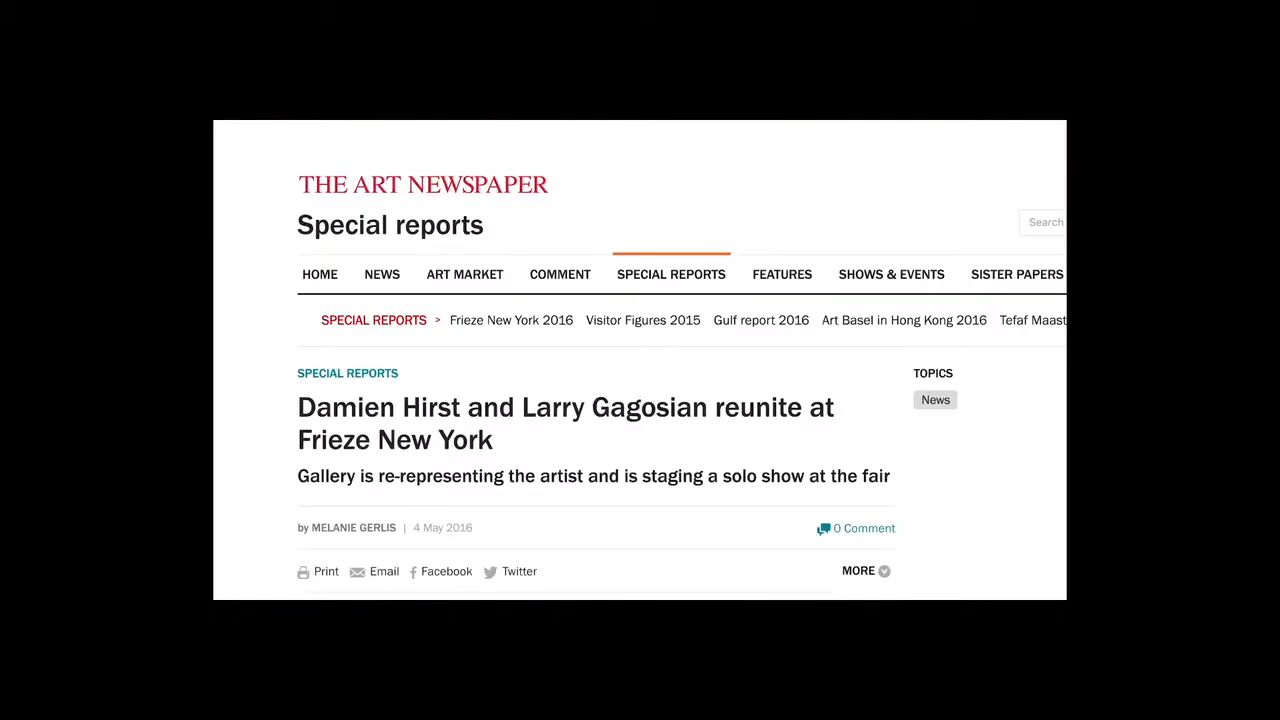 THE ART NEWSPAPER
Special reports
Search
HOME NEWS ART MARKET COMMENT SPECIAL REPORTS FEATURES SHOWS & EVENTS SISTER PAPERS
SPECIAL REPORTS > Frieze New York 2016 Visitor Figures 2015 Gulf report 2016 Art Basel in Hong Kong 2016 Tefaf Maast
SPECIAL REPORTS
TOPICS
News
Damien Hirst and Larry Gagosian reunite at
Frieze New York
Gallery is re-representing the artist and is staging a solo show at the fair
by MELANIE GERLIS | 4 May 2016
0 Comment
Print Email Facebook Twitter
MORE